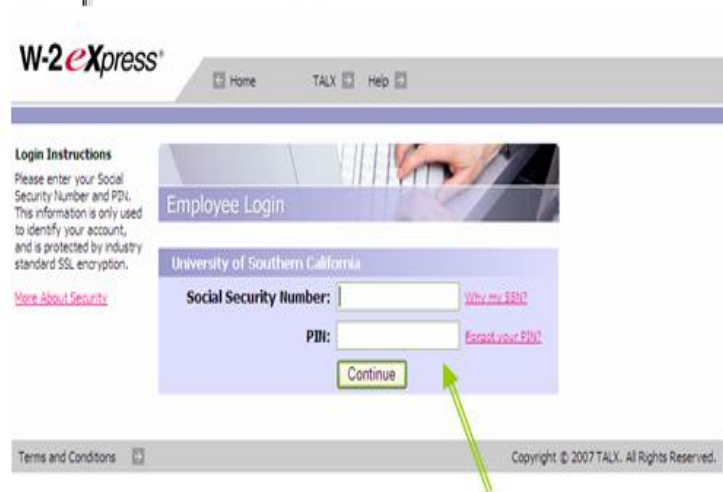 W-2 eXpress®
Home TALX Help
Login Instructions
Please enter your Social
Security Number and PIN.
This information is only used
to identify your account,
and is protected by industry
standard SSL encryption.
More About Security
Employee Login
University of Southern California
Social Security Number: Why my SSN?
PIN: Forgot your PIN?
Continue
Terms and Conditions Copyright © 2007 TALX. All Rights Reserved.